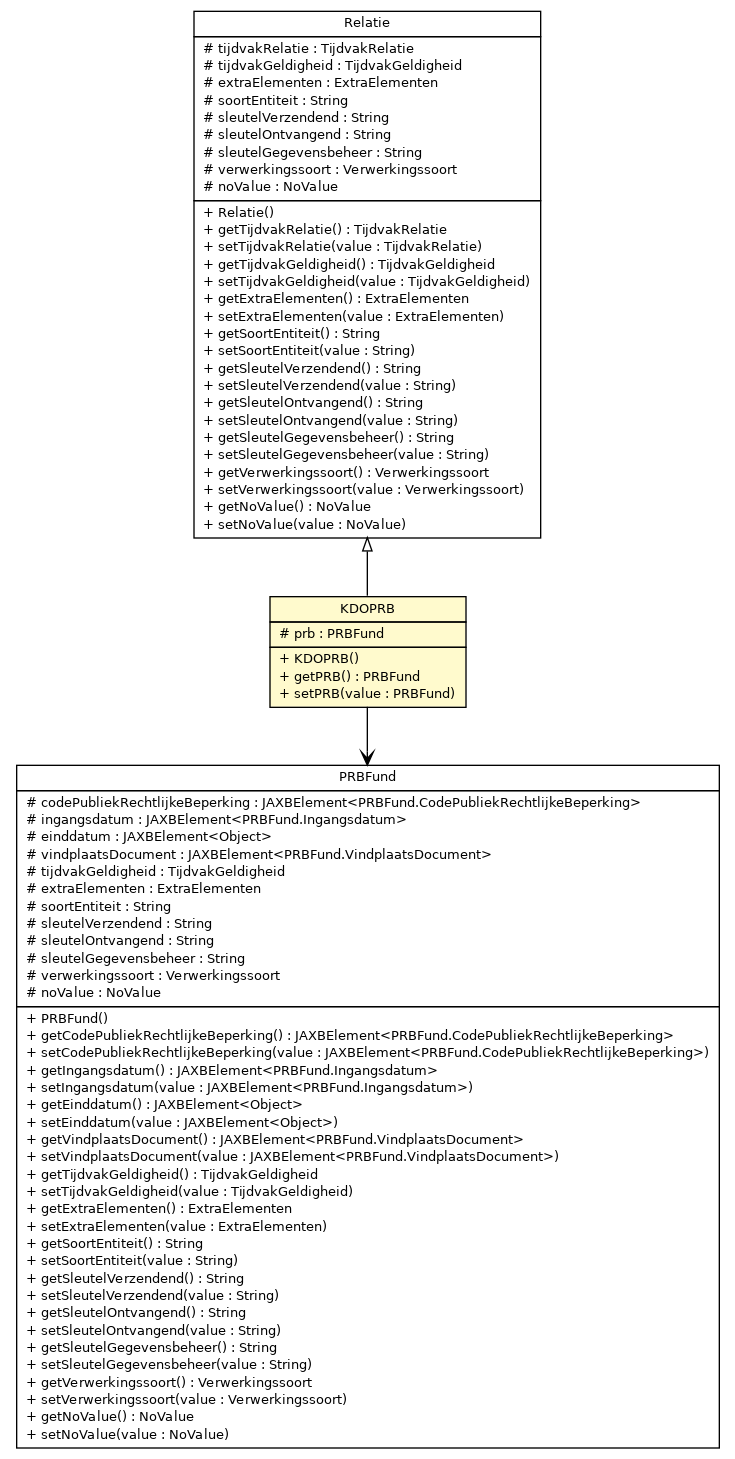 Relatie
# tijdvakRelatie : TijdvakRelatie
# tijdvakGeldigheid : TijdvakGeldigheid
# extraElementen : ExtraElementen
# soortEntiteit : String
# sleutelVerzendend : String
# sleutelOntvangend : String
# sleutelGegevensbeheer : String
# verwerkingssoort : Verwerkingssoort
# noValue : NoValue
+ Relatie()
+ getTijdvakRelatie() : TijdvakRelatie
+ setTijdvakRelatie(value : TijdvakRelatie)
+ getTijdvakGeldigheid() : TijdvakGeldigheid
+ setTijdvakGeldigheid(value : TijdvakGeldigheid)
+ getExtraElementen() : ExtraElementen
+ setExtraElementen(value : ExtraElementen)
+ getSoortEntiteit() : String
+ setSoortEntiteit(value : String)
+ getSleutelVerzendend() : String
+ setSleutelVerzendend(value : String)
+ getSleutelOntvangend() : String
+ setSleutelOntvangend(value : String)
+ getSleutelGegevensbeheer() : String
+ setSleutelGegevensbeheer(value : String)
+ getVerwerkingssoort() : Verwerkingssoort
+ setVerwerkingssoort(value : Verwerkingssoort)
+ getNoValue() : NoValue
+ setNoValue(value : NoValue)
KDOPRB
# prb : PRBFund
+ KDOPRB()
+ getPRB() : PRBFund
+ setPRB(value : PRBFund)
PRBFund
# codePubliekRechtlijkeBeperking : JAXBElement<PRBFund.CodePubliekRechtlijkeBeperking>
# ingangsdatum : JAXBElement<PRBFund.Ingangsdatum>
# einddatum : JAXBElement<Object>
# vindplaatsDocument : JAXBElement<PRBFund.VindplaatsDocument>
# tijdvakGeldigheid : TijdvakGeldigheid
# extraElementen : ExtraElementen
# soortEntiteit : String
# sleutelVerzendend : String
# sleutelOntvangend : String
# sleutelGegevensbeheer : String
# verwerkingssoort : Verwerkingssoort
# noValue : NoValue
+ PRBFund()
+ getCodePubliekRechtlijkeBeperking() : JAXBElement<PRBFund.CodePubliekRechtlijkeBeperking>
+ setCodePubliekRechtlijkeBeperking(value : JAXBElement<PRBFund.CodePubliekRechtlijkeBeperking>)
+ getIngangsdatum() : JAXBElement<PRBFund.Ingangsdatum>
+ setIngangsdatum(value : JAXBElement<PRBFund.Ingangsdatum>)
+ getEinddatum() : JAXBElement<Object>
+ setEinddatum(value : JAXBElement<Object>)
+ getVindplaatsDocument() : JAXBElement<PRBFund.VindplaatsDocument>
+ setVindplaatsDocument(value : JAXBElement<PRBFund.VindplaatsDocument>)
+ getTijdvakGeldigheid() : TijdvakGeldigheid
+ setTijdvakGeldigheid(value : TijdvakGeldigheid)
+ getExtraElementen() : ExtraElementen
+ setExtraElementen(value : ExtraElementen)
+ getSoortEntiteit() : String
+ setSoortEntiteit(value : String)
+ getSleutelVerzendend() : String
+ setSleutelVerzendend(value : String)
+ getSleutelOntvangend() : String
+ setSleutelOntvangend(value : String)
+ getSleutelGegevensbeheer() : String
+ setSleutelGegevensbeheer(value : String)
+ getVerwerkingssoort() : Verwerkingssoort
+ setVerwerkingssoort(value : Verwerkingssoort)
+ getNoValue() : NoValue
+ setNoValue(value : NoValue)